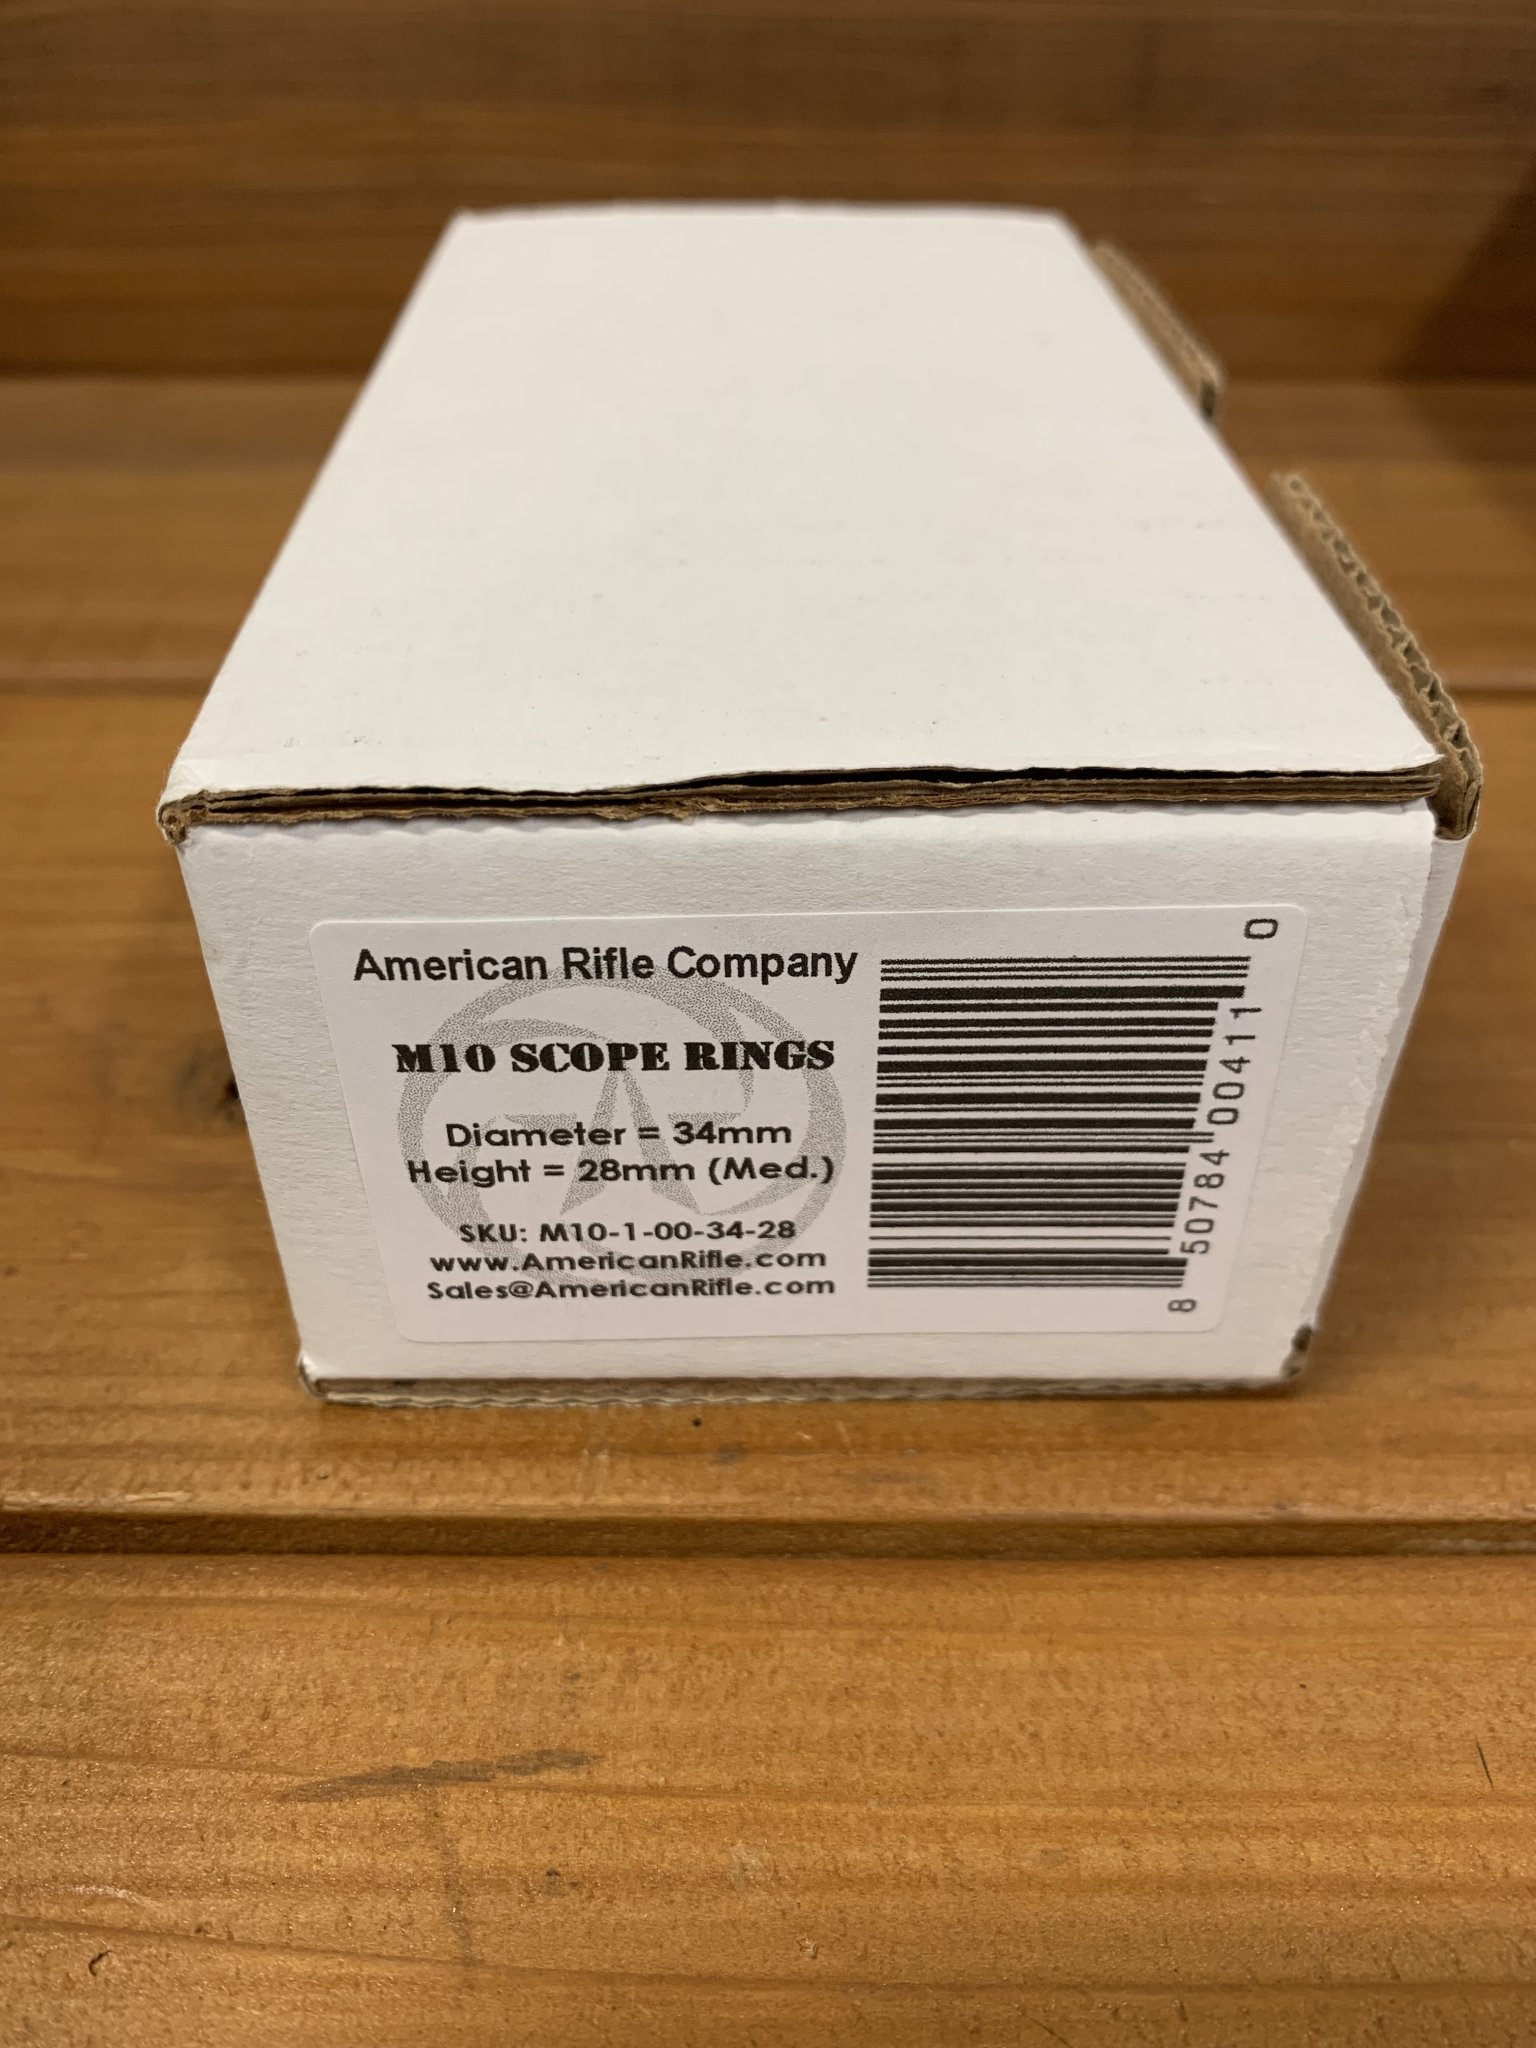 American Rifle Company
M10 SCOPE RINGS
Diameter = 34mm
Height = 28mm (Med.)
SKU: M10-1-00-34-28
www.AmericanRifle.com
Sales@AmericanRifle.com
8 50784 00411 0